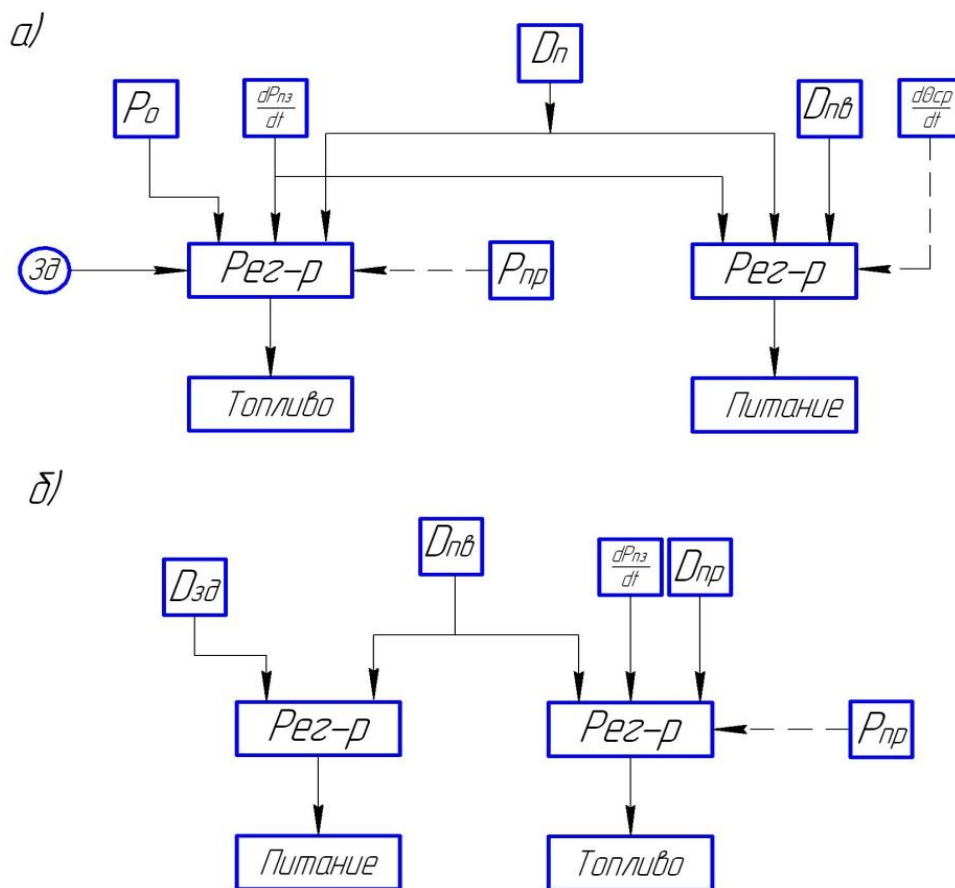 а)
Dп
Pо
dPпз
dt
Dпв
dθср
dt
Зд
Рег-р
Pпр
Рег-р
Топливо
Питание
б)
Dпв
dPпз
dt
Dпр
Dзд
Рег-р
Рег-р
Pпр
Питание
Топливо